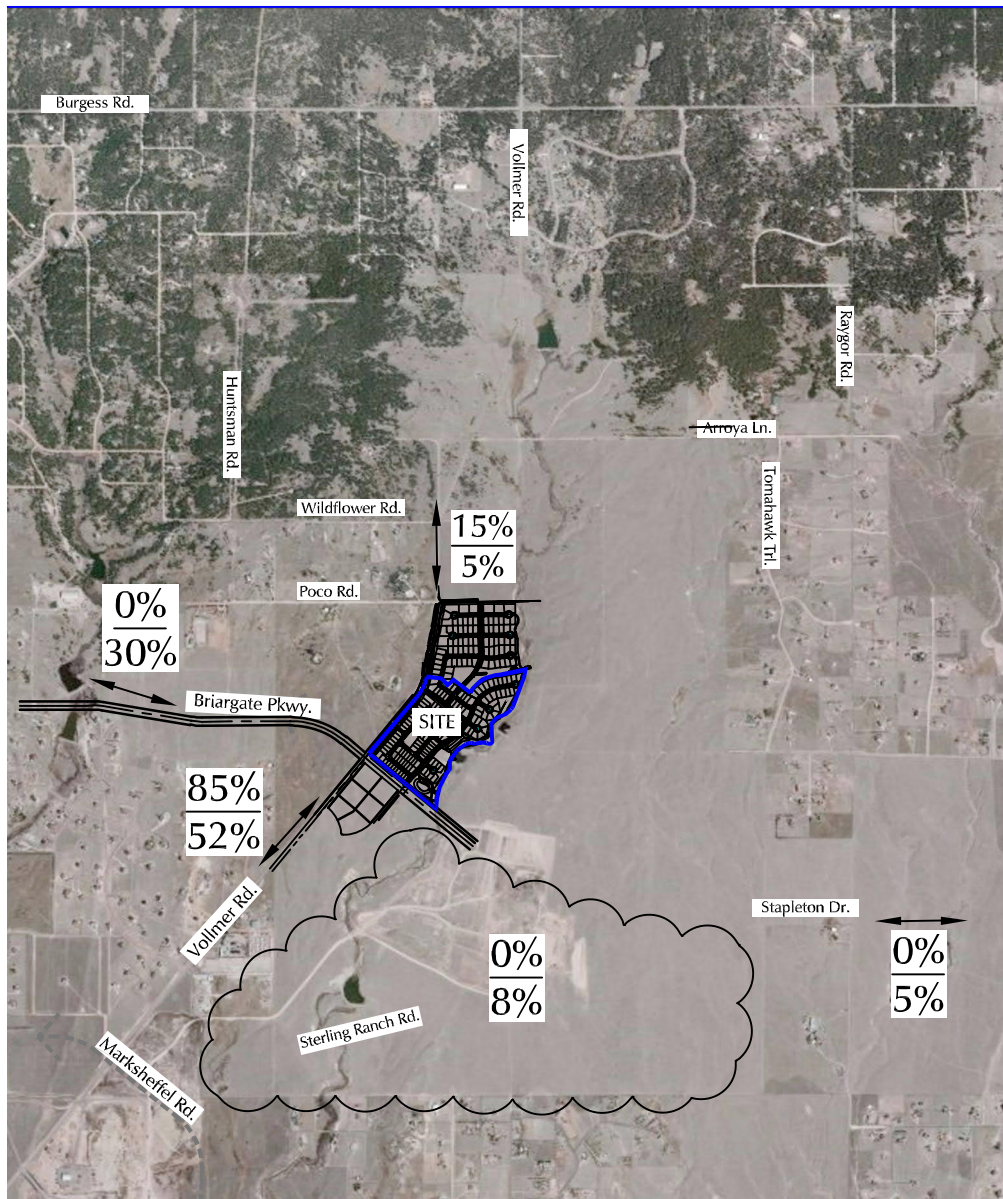 Burgess Rd.
Vollmer Rd.
Raygor Rd.
Huntsman Rd.
Arroya Ln.
Tomahawk Trl.
Wildflower Rd.
15%
5%
Poco Rd.
0%
30%
Briargate Pkwy.
SITE
85%
52%
Vollmer Rd.
Stapleton Dr.
0%
8%
0%
5%
Sterling Ranch Rd.
Marksheffel Rd.